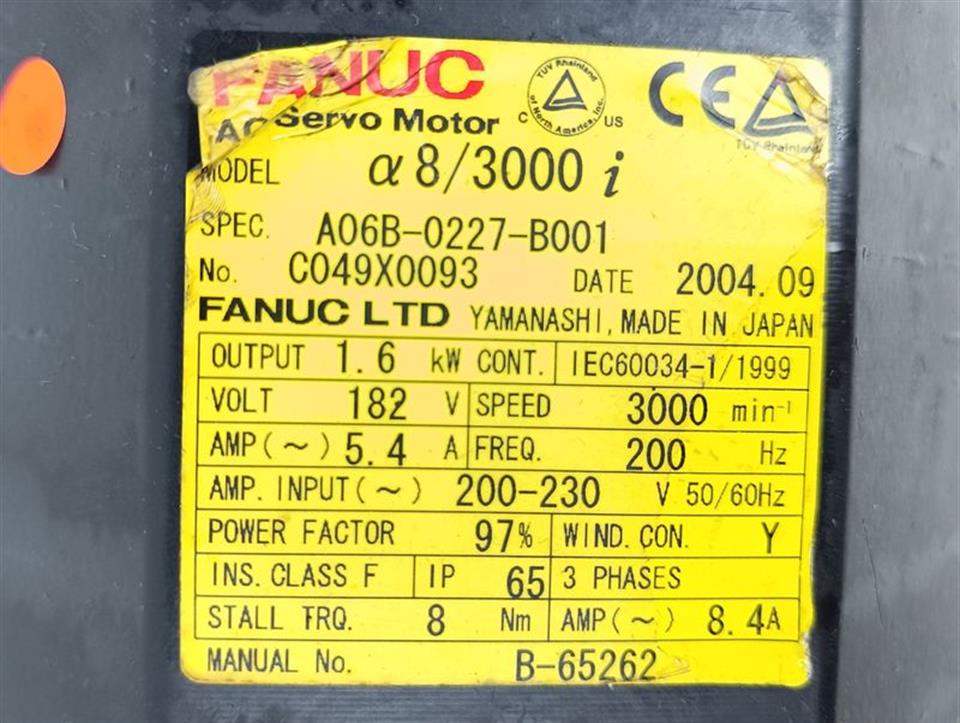 FANUC
AC Servo Motor
TÜV Rheinland of North America, Inc.
C US
CE
TÜV Rheinland
MODEL α8/3000 i
SPEC. A06B-0227-B001
No. C049X0093 DATE 2004.09
FANUC LTD YAMANASHI, MADE IN JAPAN
OUTPUT 1.6 kW CONT. IEC60034-1/1999
VOLT 182 V SPEED 3000 min-1
AMP(~) 5.4 A FREQ. 200 Hz
AMP. INPUT(~) 200-230 V 50/60Hz
POWER FACTOR 97% WIND. CON. Y
INS. CLASS F IP 65 3 PHASES
STALL TRQ. 8 Nm AMP(~) 8.4A
MANUAL No. B-65262